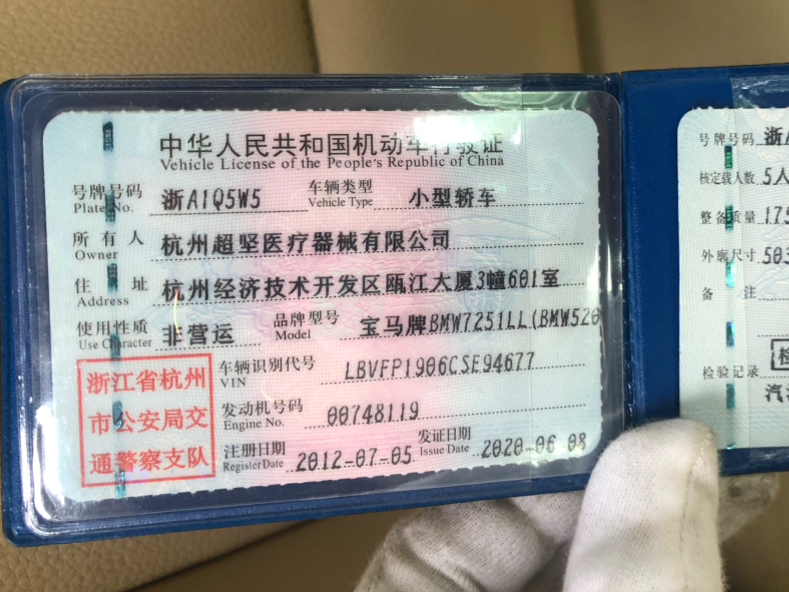 中华人民共和国机动车行驶证
Vehicle License of the People's Republic of China
号牌号码 Plate No. 浙A1Q5W5 车辆类型 Vehicle Type 小型轿车
所有人 Owner 杭州超坚医疗器械有限公司
住址 Address 杭州经济技术开发区瓯江大厦3幢601室
使用性质 Use Character 非营运 品牌型号 Model 宝马牌BMW7251LL(BMW520
浙江省杭州
市公安局交
通警察支队
车辆识别代号 VIN LBVFP1906CSE94677
发动机号码 Engine No. 00748119
注册日期 Register Date 2012-07-05 发证日期 Issue Date 2020-06-08
号牌号码 浙
核定载人数 5人
整备质量 175
外廓尺寸 503
备注
检验记录